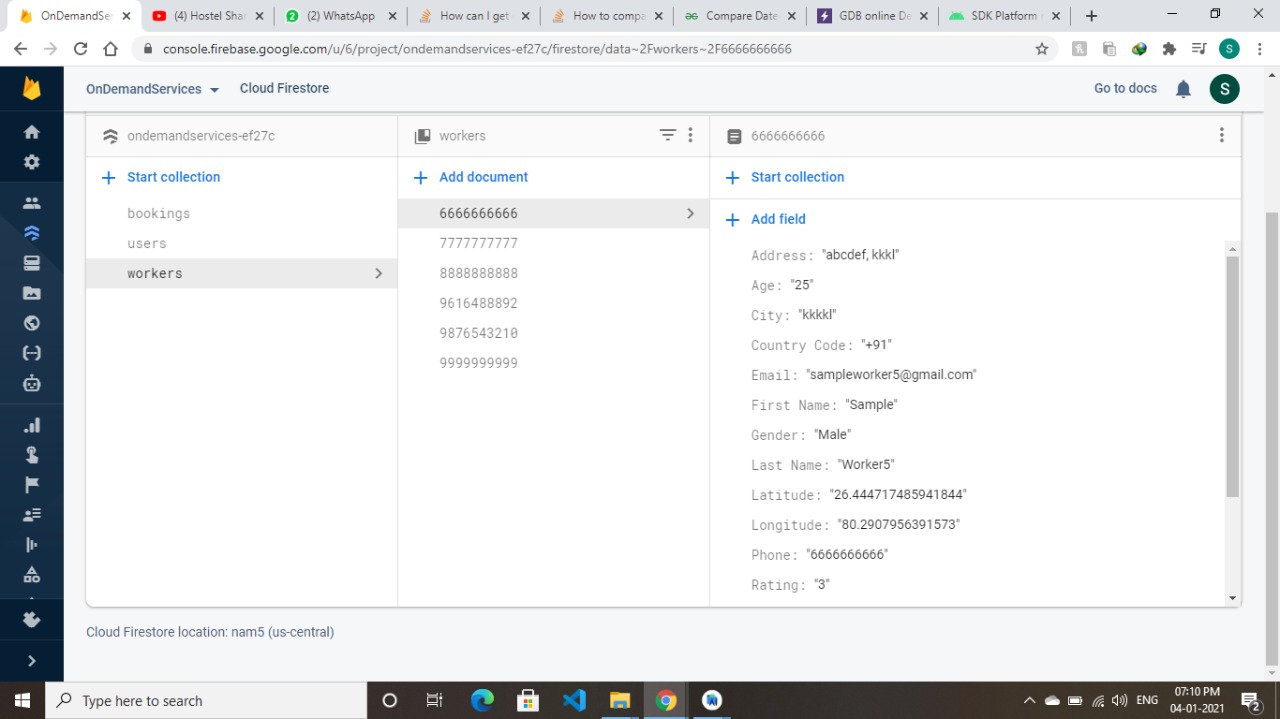 OnDemandSe
(4) Hostel Shar
(2) WhatsApp
How can I get a
How to compa
Compare Date
GDB online De
SDK Platform r
console.firebase.google.com/u/6/project/ondemandservices-ef27c/firestore/data~2Fworkers~2F6666666666
S
OnDemandServices
Cloud Firestore
Go to docs
S
ondemandservices-ef27c
workers
6666666666
Start collection
Add document
Start collection
bookings
users
workers
6666666666
7777777777
8888888888
9616488892
9876543210
9999999999
Add field
Address: "abcdef, kkkl"
Age: "25"
City: "kkkkl"
Country Code: "+91"
Email: "sampleworker5@gmail.com"
First Name: "Sample"
Gender: "Male"
Last Name: "Worker5"
Latitude: "26.444717485941844"
Longitude: "80.2907956391573"
Phone: "6666666666"
Rating: "3"
Cloud Firestore location: nam5 (us-central)
Type here to search
ENG
07:10 PM
04-01-2021
2